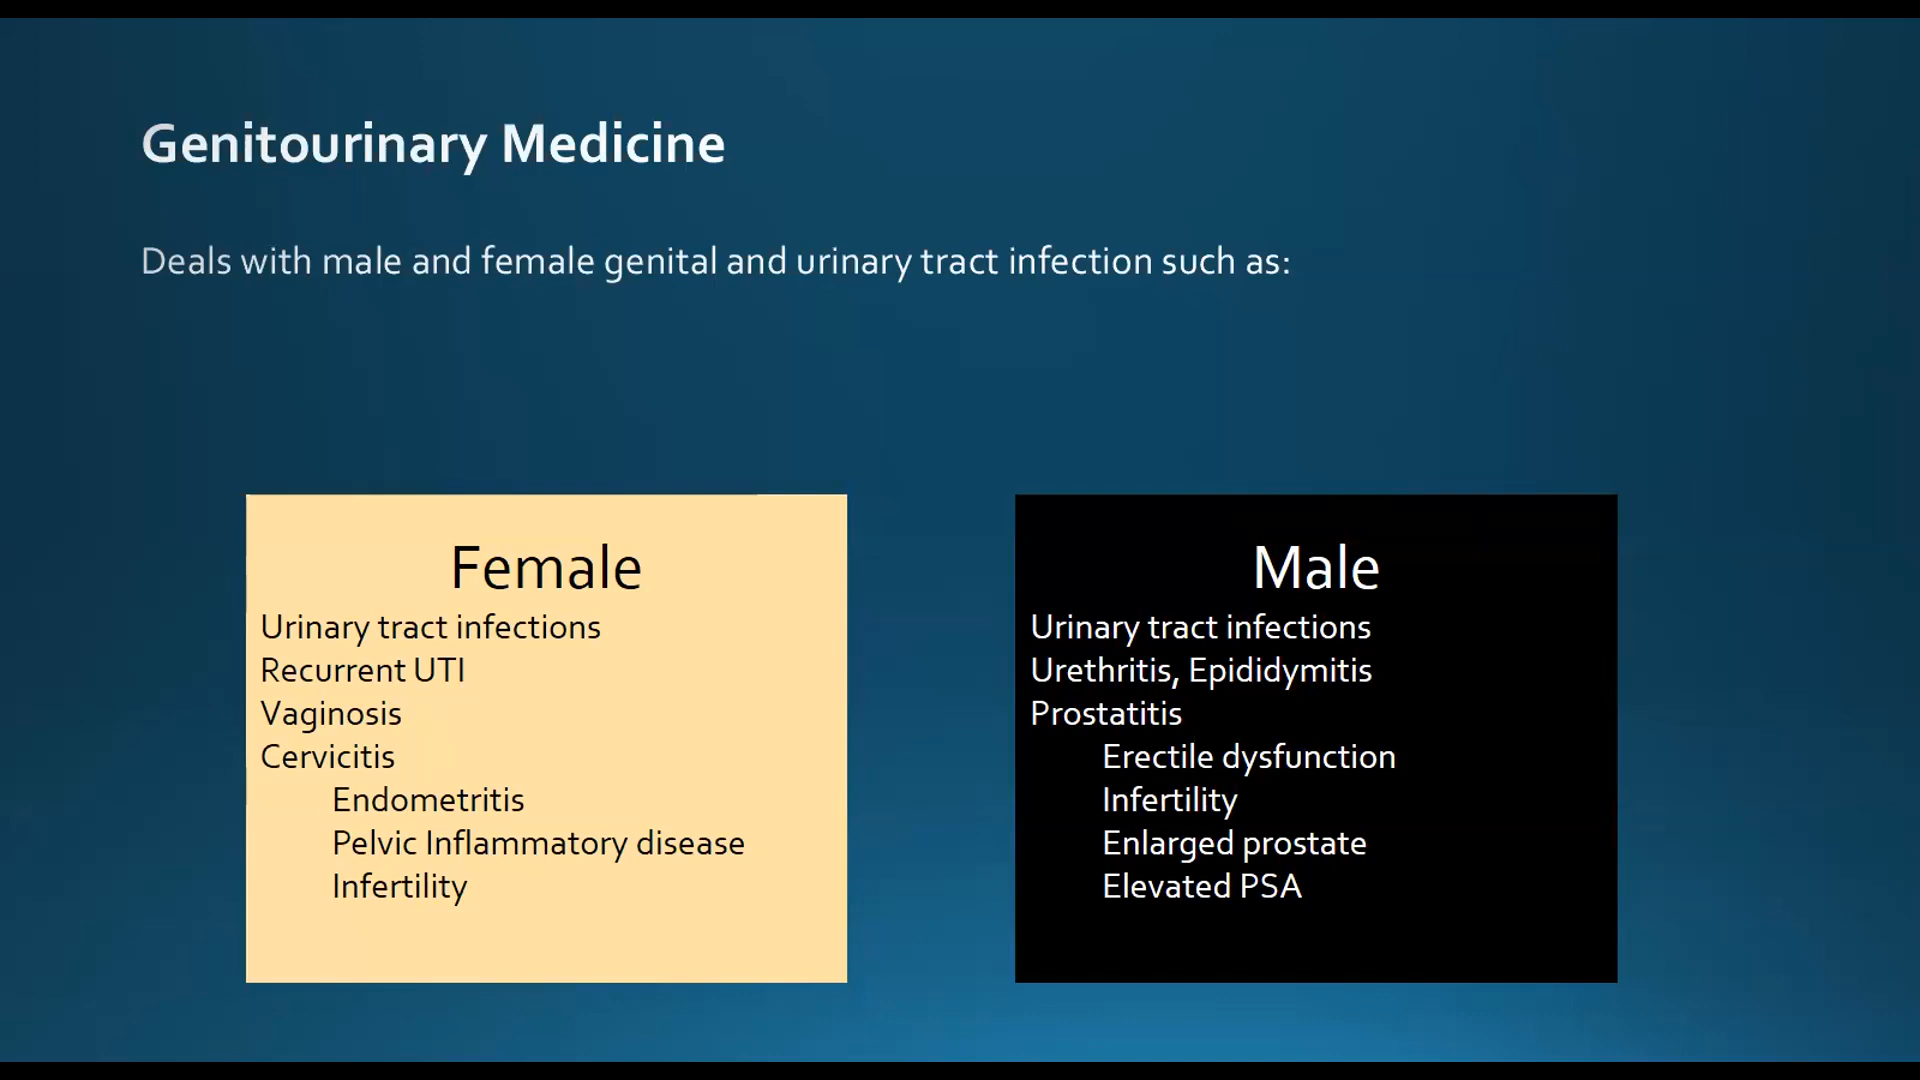 Genitourinary Medicine
Deals with male and female genital and urinary tract infection such as:
Female
Urinary tract infections
Recurrent UTI
Vaginosis
Cervicitis
Endometritis
Pelvic Inflammatory disease
Infertility
Male
Urinary tract infections
Urethritis, Epididymitis
Prostatitis
Erectile dysfunction
Infertility
Enlarged prostate
Elevated PSA